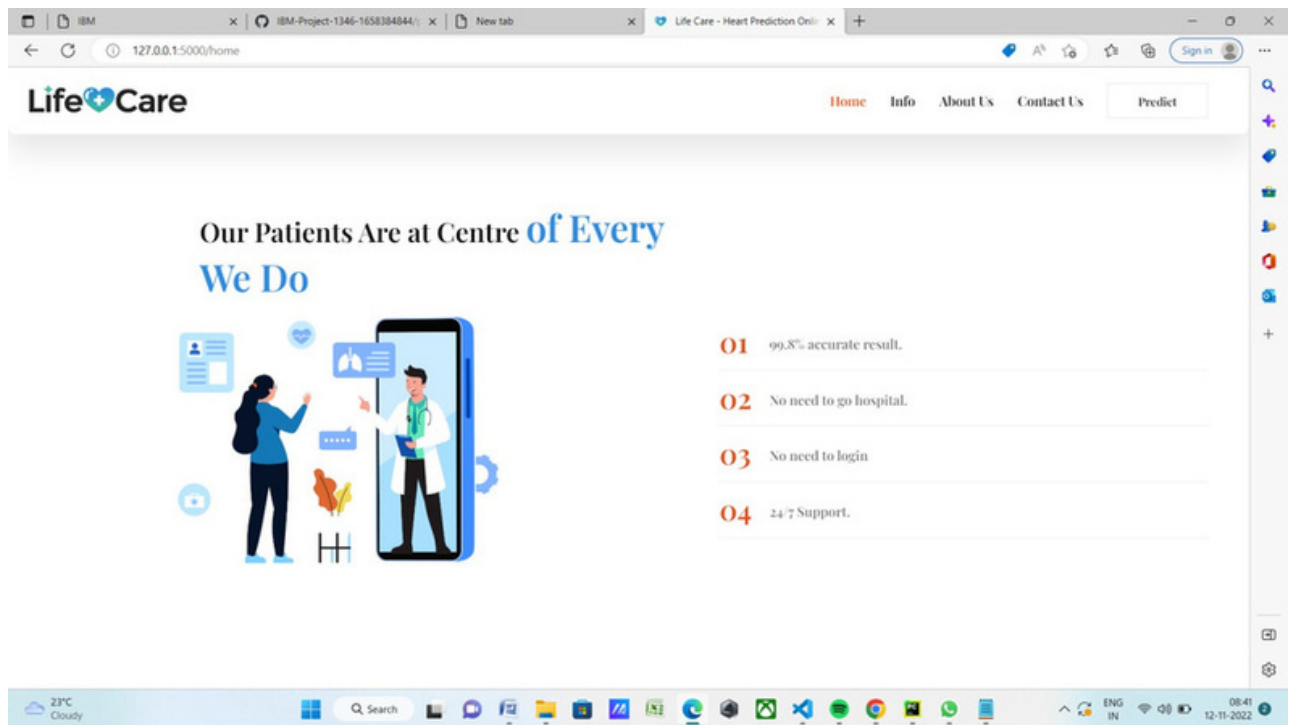 IBM
IBM-Project-1346-1658384844/
New tab
Life Care - Heart Prediction Onli
127.0.0.1:5000/home
Sign in
Life Care
Home Info About Us Contact Us Predict
Our Patients Are at Centre of Every
We Do
01 99.8% accurate result.
02 No need to go hospital.
03 No need to login
04 24/7 Support.
23°C
Cloudy
Search
ENG
IN
08:41
12-11-2022